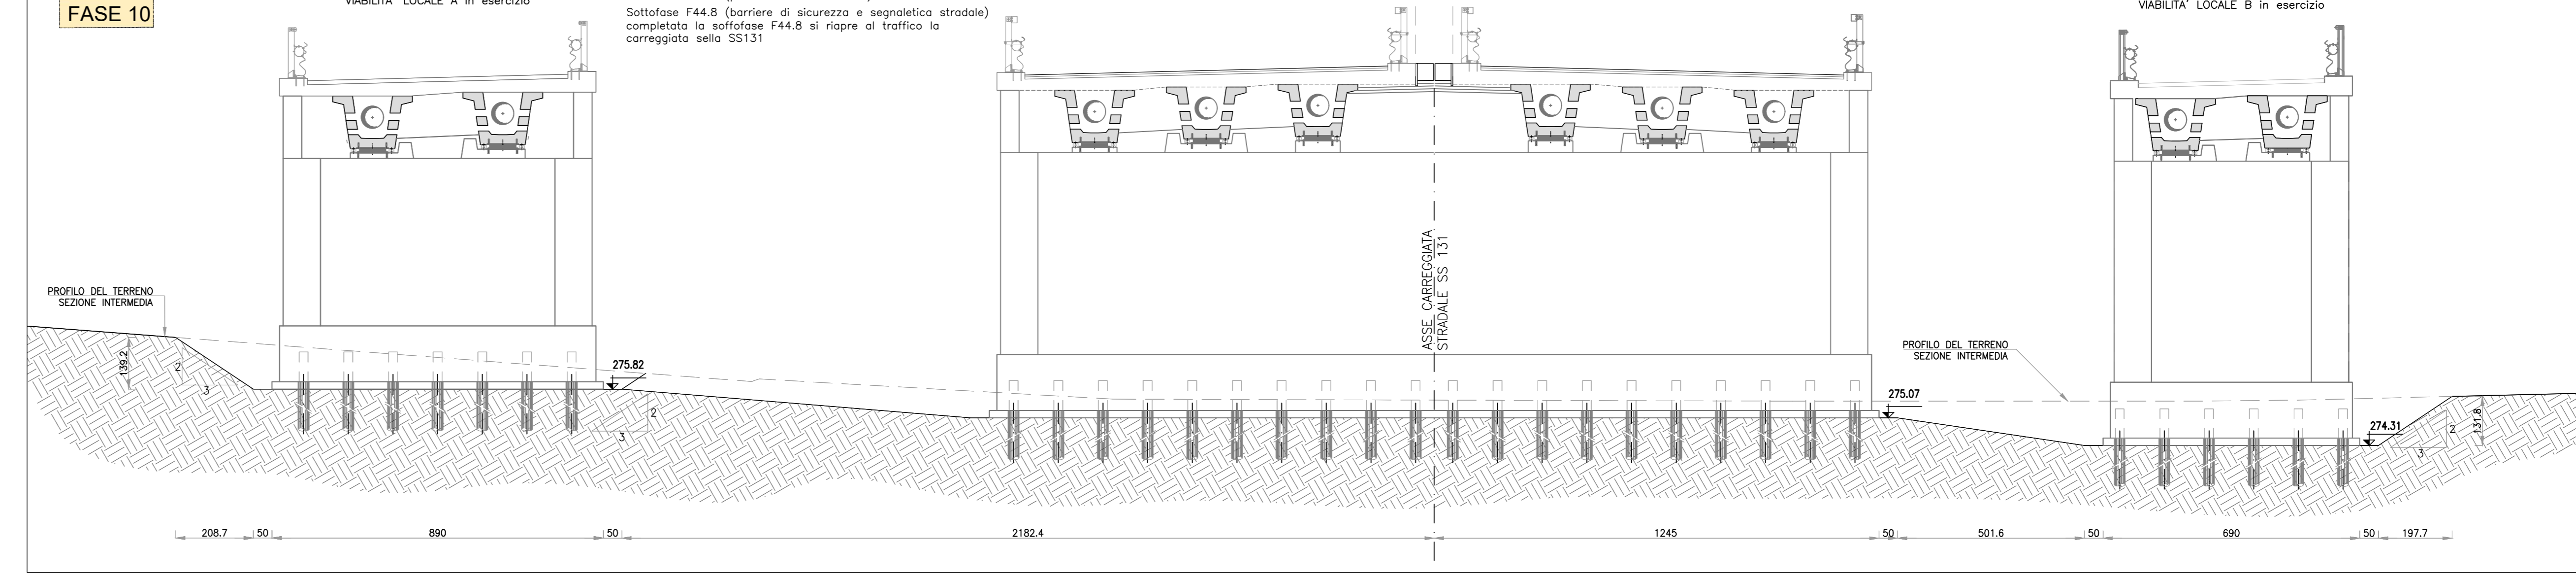 FASE 10
VIABILITA' LOCALE A in esercizio
Sottofase F44.8 (barriere di sicurezza e segnaletica stradale)
completata la soffofase F44.8 si riapre al traffico la
carreggiata sella SS131
VIABILITA' LOCALE B in esercizio
ASSE CARREGGIATA
STRADALE SS 131
PROFILO DEL TERRENO
SEZIONE INTERMEDIA
139.2
2
3
275.82
2
3
PROFILO DEL TERRENO
SEZIONE INTERMEDIA
275.07
274.31
2
3
131.8
208.7 50 890 50 2182.4 1245 50 501.6 50 690 50 197.7